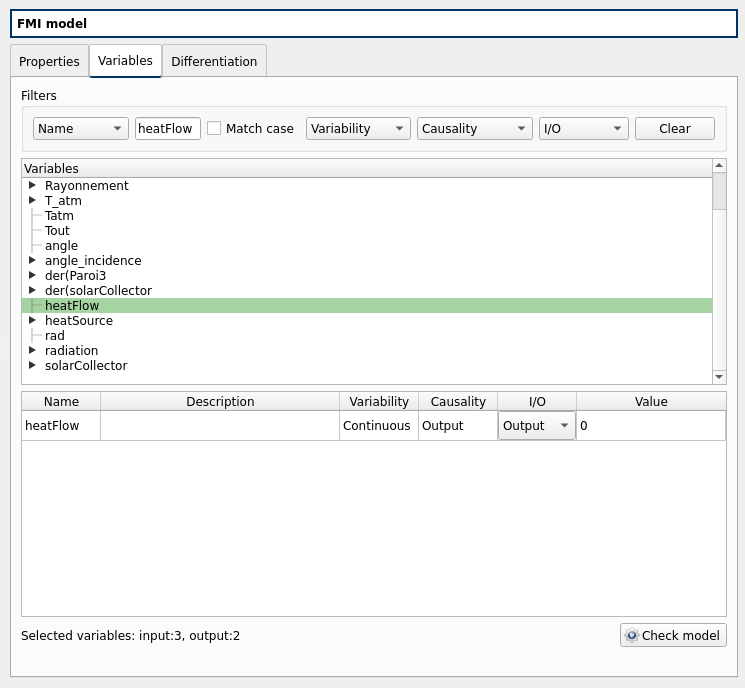 FMI model
Properties Variables Differentiation
Filters
Name heatFlow Match case Variability Causality I/O Clear
Variables
Rayonnement
T_atm
Tatm
Tout
angle
angle_incidence
der(Paroi3
der(solarCollector
heatFlow
heatSource
rad
radiation
solarCollector
Name Description Variability Causality I/O Value
heatFlow Continuous Output Output 0
Selected variables: input:3, output:2 Check model